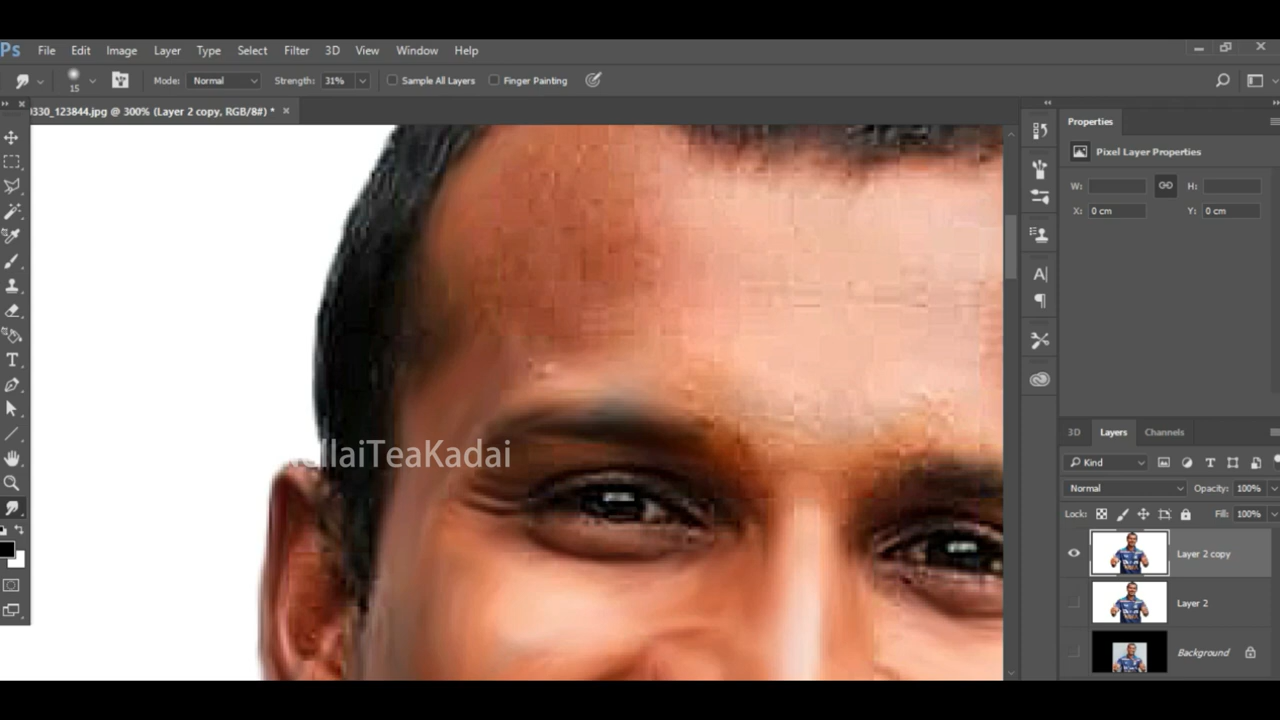 Ps File Edit Image Layer Type Select Filter 3D View Window Help
15 Mode: Normal Strength: 31% Sample All Layers Finger Painting
330_123844.jpg @ 300% (Layer 2 copy, RGB/8#) *
Properties
Pixel Layer Properties
W: H:
X: 0 cm Y: 0 cm
llaiTeaKadai
3D Layers Channels
Kind
Normal Opacity: 100%
Lock: Fill: 100%
Layer 2 copy
Layer 2
Background